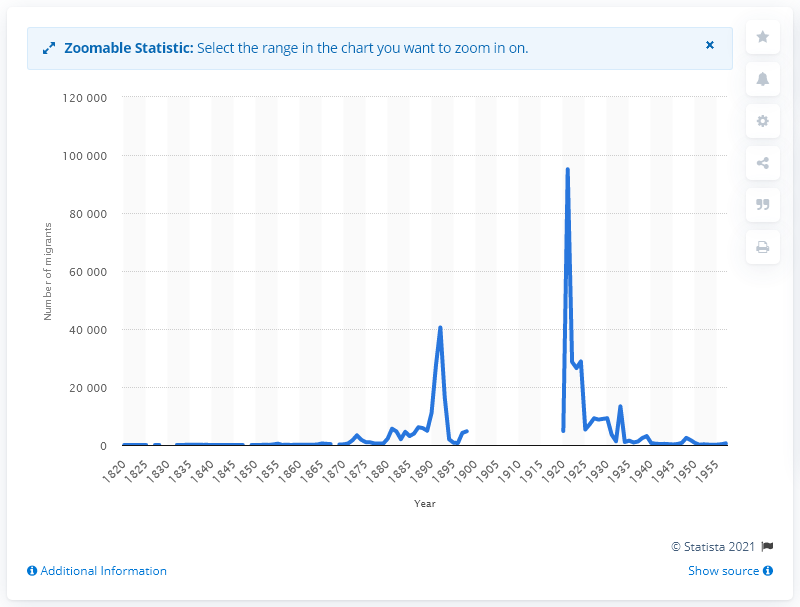 Zoomable Statistic: Select the range in the chart you want to zoom in on.
120 000
100 000
80 000
60 000
40 000
20 000
0
Number of migrants
1820 1825 1830 1835 1840 1845 1850 1855 1860 1865 1870 1875 1880 1885 1890 1895 1900 1905 1910 1915 1920 1925 1930 1935 1940 1945 1950 1955
Year
© Statista 2021
Additional Information
Show source